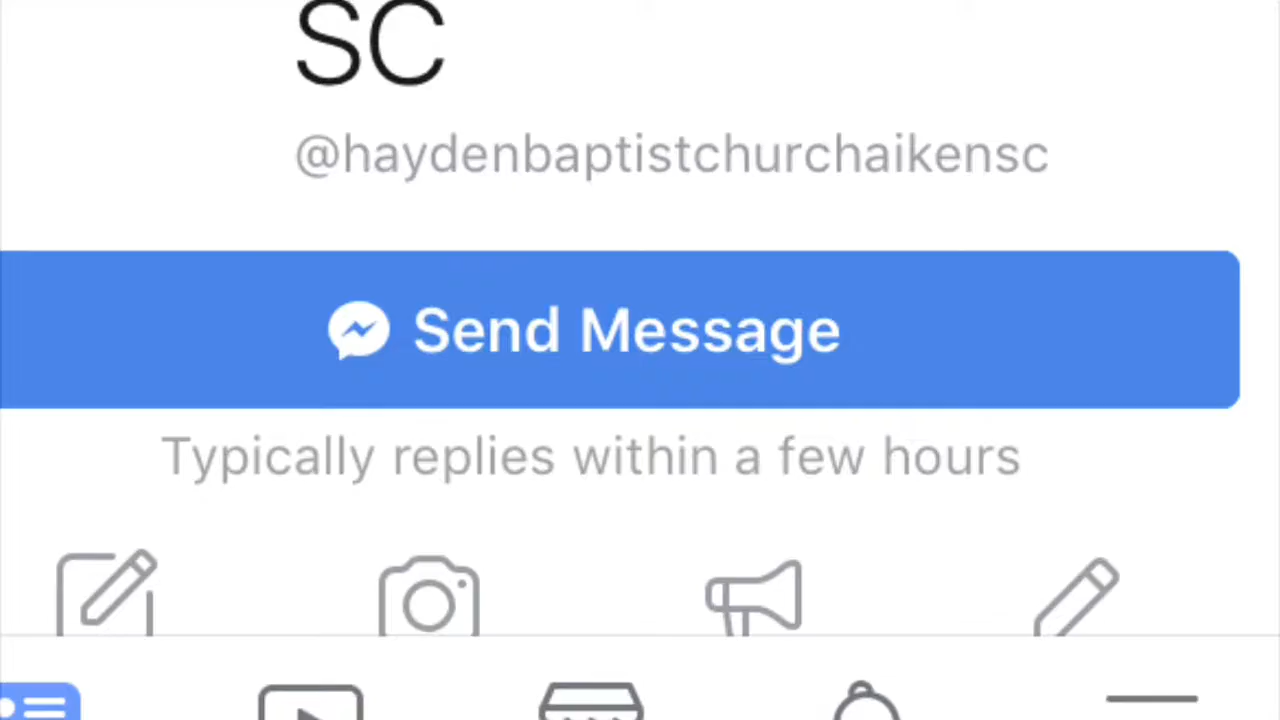 SC
@haydenbaptistchurchaikensc
Send Message
Typically replies within a few hours